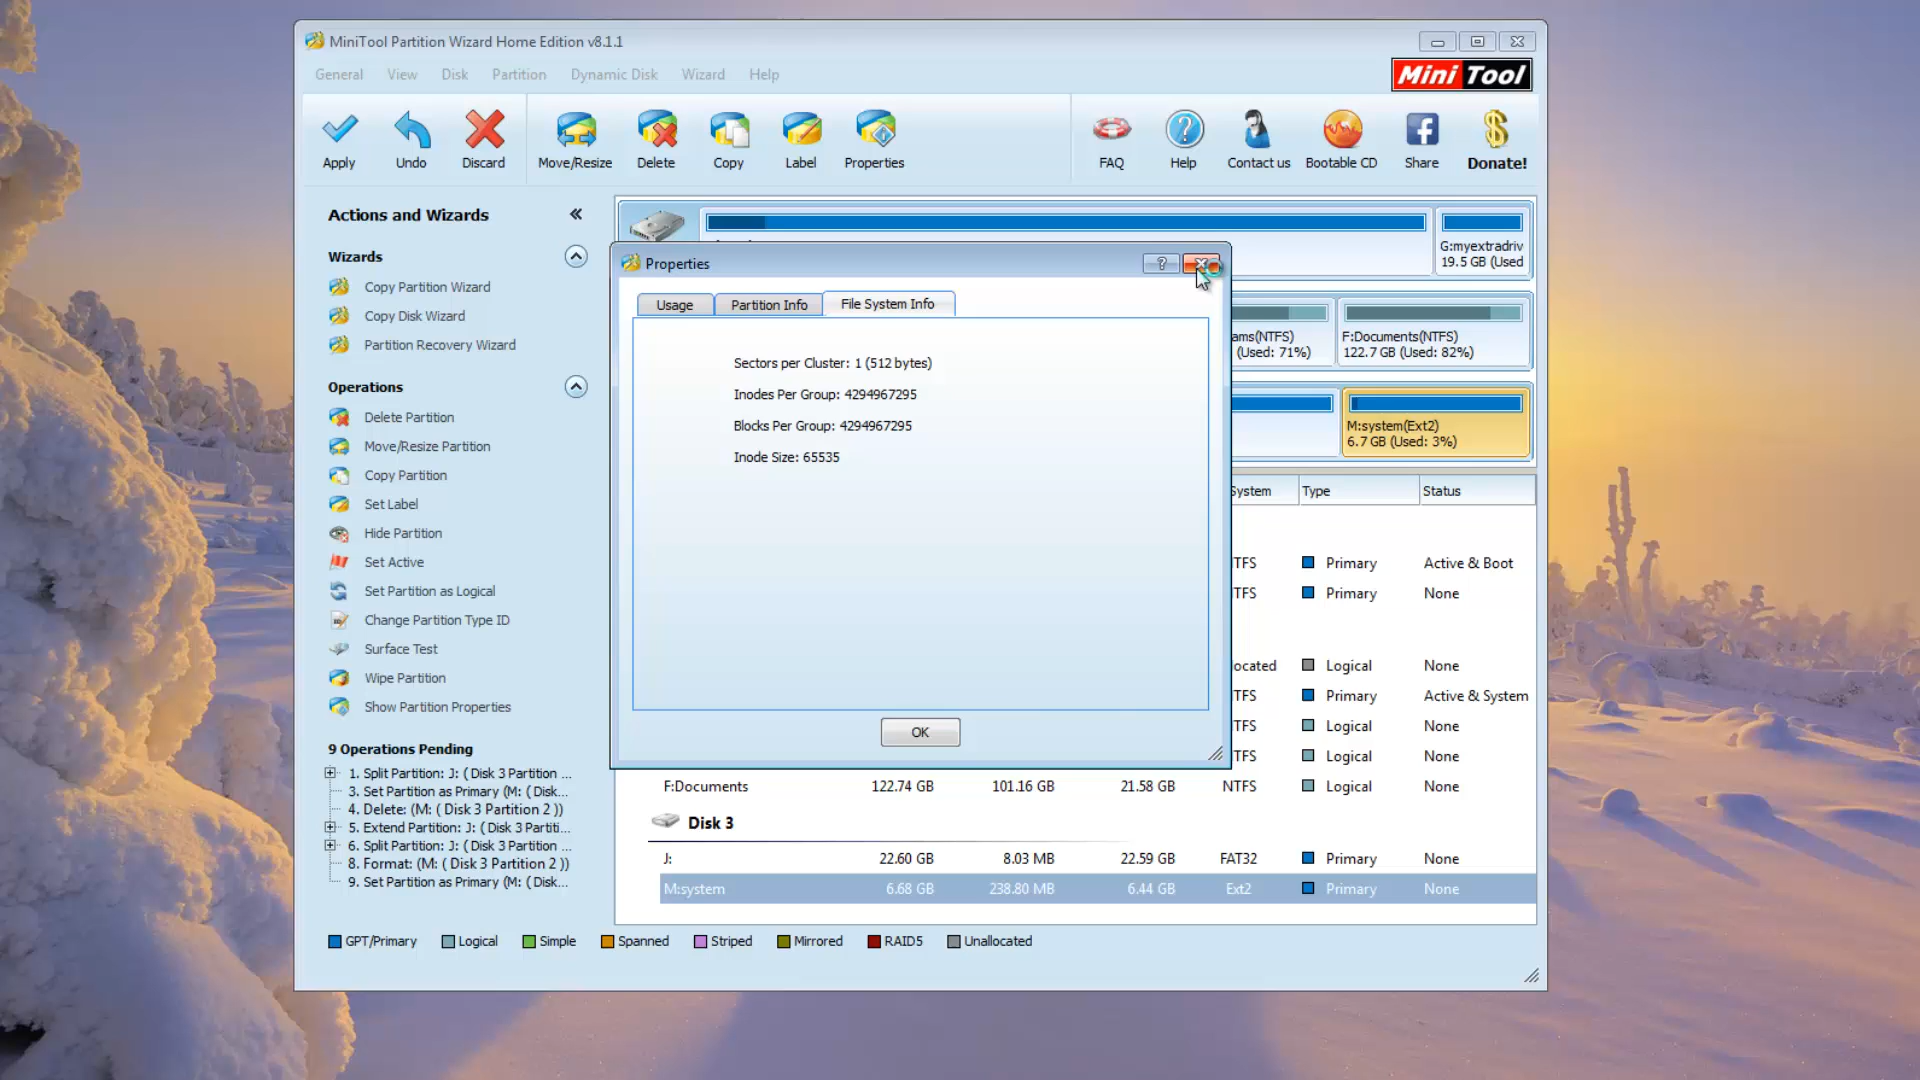 MiniTool Partition Wizard Home Edition v8.1.1
General View Disk Partition Dynamic Disk Wizard Help
Mini Tool
Apply Undo Discard Move/Resize Delete Copy Label Properties FAQ Help Contact us Bootable CD Share Donate!
Actions and Wizards
Wizards
Copy Partition Wizard
Copy Disk Wizard
Partition Recovery Wizard
Operations
Delete Partition
Move/Resize Partition
Copy Partition
Set Label
Hide Partition
Set Active
Set Partition as Logical
Change Partition Type ID
Surface Test
Wipe Partition
Show Partition Properties
9 Operations Pending
1. Split Partition: J: ( Disk 3 Partition ...
3. Set Partition as Primary (M: ( Disk...
4. Delete: (M: ( Disk 3 Partition 2 ))
5. Extend Partition: J: ( Disk 3 Partiti...
6. Split Partition: J: ( Disk 3 Partition ...
8. Format: (M: ( Disk 3 Partition 2 ))
9. Set Partition as Primary (M: ( Disk...
G:myextradriv
19.5 GB (Used
ams(NTFS)
(Used: 71%)
F:Documents(NTFS)
122.7 GB (Used: 82%)
M:system(Ext2)
6.7 GB (Used: 3%)
Properties
Usage Partition Info File System Info
Sectors per Cluster: 1 (512 bytes)
Inodes Per Group: 4294967295
Blocks Per Group: 4294967295
Inode Size: 65535
OK
System Type Status
TFS Primary Active & Boot
TFS Primary None
located Logical None
TFS Primary Active & System
TFS Logical None
TFS Logical None
F:Documents 122.74 GB 101.16 GB 21.58 GB NTFS Logical None
Disk 3
J: 22.60 GB 8.03 MB 22.59 GB FAT32 Primary None
M:system 6.68 GB 238.80 MB 6.44 GB Ext2 Primary None
GPT/Primary Logical Simple Spanned Striped Mirrored RAID5 Unallocated